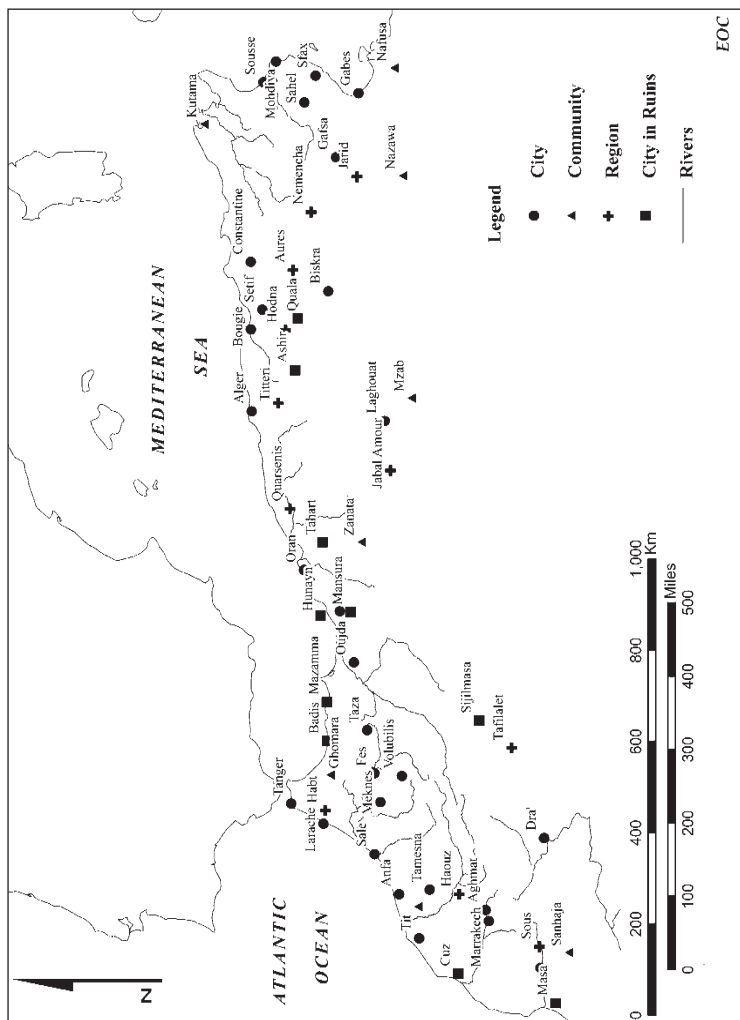 N
ATLANTIC
OCEAN
MEDITERRANEAN
SEA
Tanger
Larache
Habt
Badis
Ghomara
Mazamma
Sale
Meknes
Fes
Volubilis
Taza
Oujda
Hunayn
Mansura
Oran
Tahart
Zanata
Quarsenis
Alger
Titteri
Ashir
Bougie
Hodna
Setif
Quala
Constantine
Aures
Biskra
Nemencha
Kutama
Sousse
Mohdiya
Sahel
Sfax
Gafsa
Jarid
Gabes
Nafusa
Nazawa
Jabal Amour
Laghouat
Mzab
Anfa
Tit
Tamesna
Haouz
Cuz
Marrakech
Aghmat
Sijilmasa
Tafilalet
Dra'
Sous
Masa
Sanhaja
Legend
City
Community
Region
City in Ruins
Rivers
0 200 400 600 800 1,000
Km
0 100 200 300 400 500
Miles
EOC